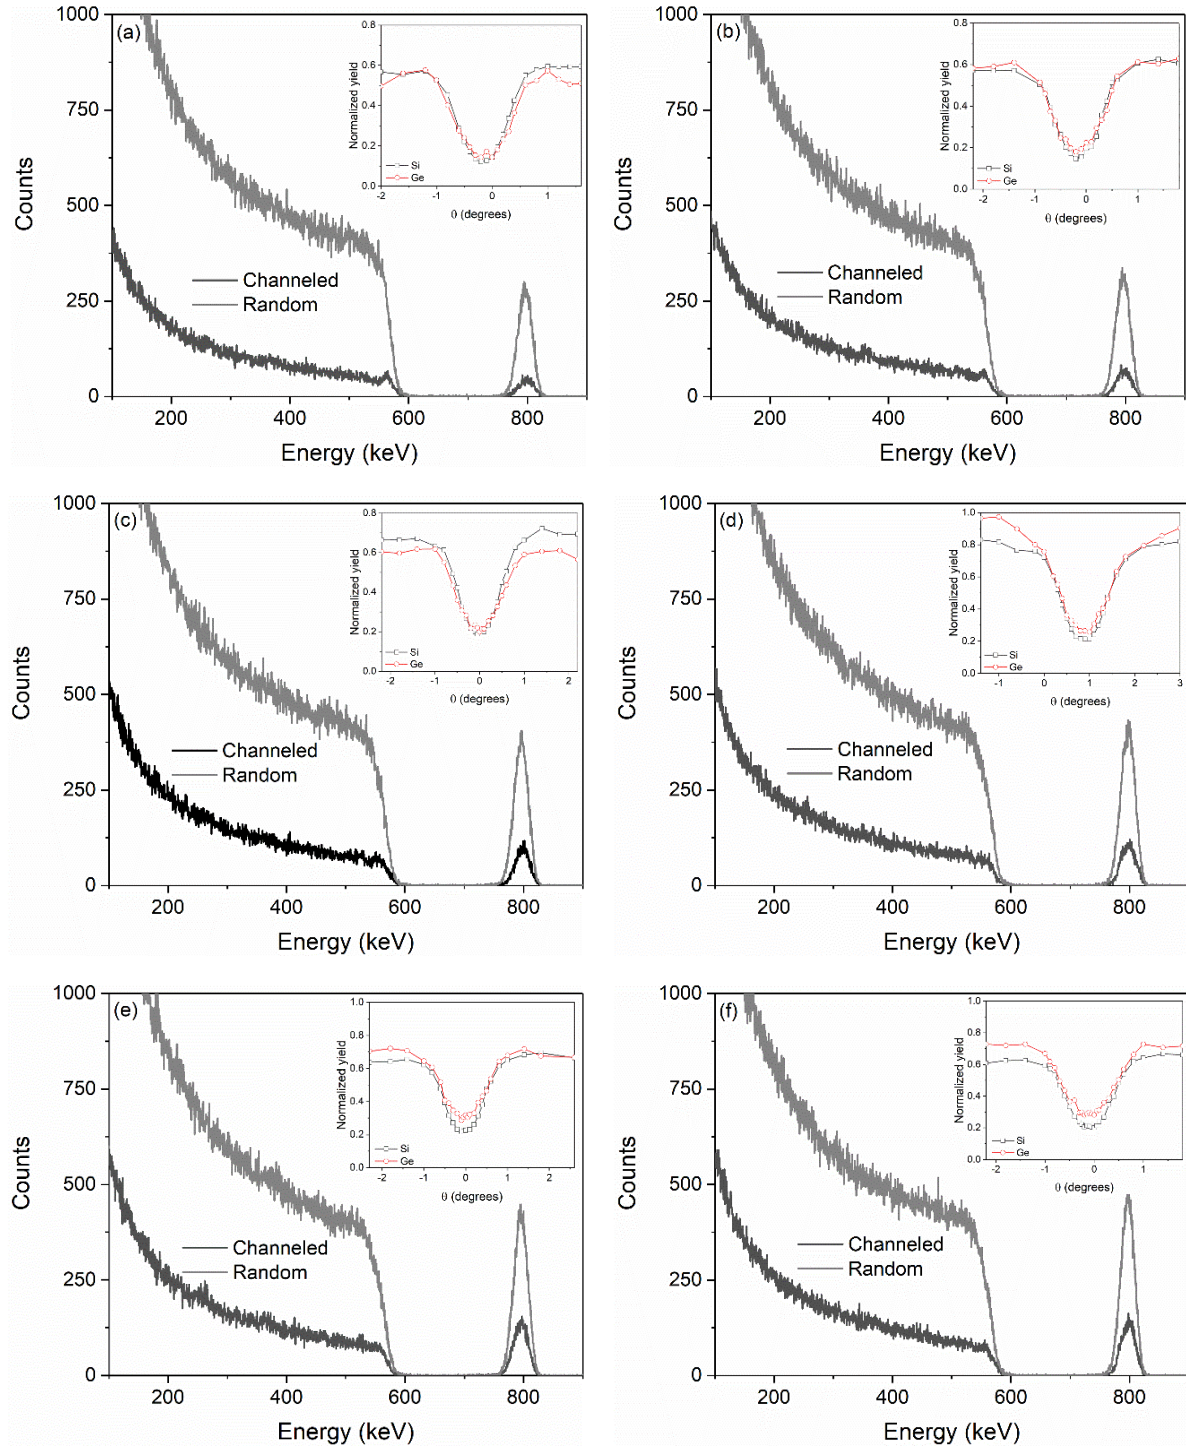 (a)
1000
750
500
250
0
Counts
200 400 600 800
Energy (keV)
Channeled
Random
0.8
0.6
0.4
0.2
0.0
Normalized yield
Si
Ge
-2 -1 0 1
θ (degrees)
(b)
1000
750
500
250
0
Counts
200 400 600 800
Energy (keV)
Channeled
Random
0.8
0.6
0.4
0.2
0.0
Normalized yield
Si
Ge
-2 -1 0 1
θ (degrees)
(c)
1000
750
500
250
0
Counts
200 400 600 800
Energy (keV)
Channeled
Random
0.8
0.6
0.4
0.2
0.0
Normalized yield
Si
Ge
-2 -1 0 1 2
θ (degrees)
(d)
1000
750
500
250
0
Counts
200 400 600 800
Energy (keV)
Channeled
Random
1.0
0.8
0.6
0.4
0.2
0.0
Normalized yield
Si
Ge
-1 0 1 2 3
θ (degrees)
(e)
1000
750
500
250
0
Counts
200 400 600 800
Energy (keV)
Channeled
Random
1.0
0.8
0.6
0.4
0.2
0.0
Normalized yield
Si
Ge
-2 -1 0 1 2
θ (degrees)
(f)
1000
750
500
250
0
Counts
200 400 600 800
Energy (keV)
Channeled
Random
1.0
0.8
0.6
0.4
0.2
0.0
Normalized yield
Si
Ge
-2 -1 0 1
θ (degrees)